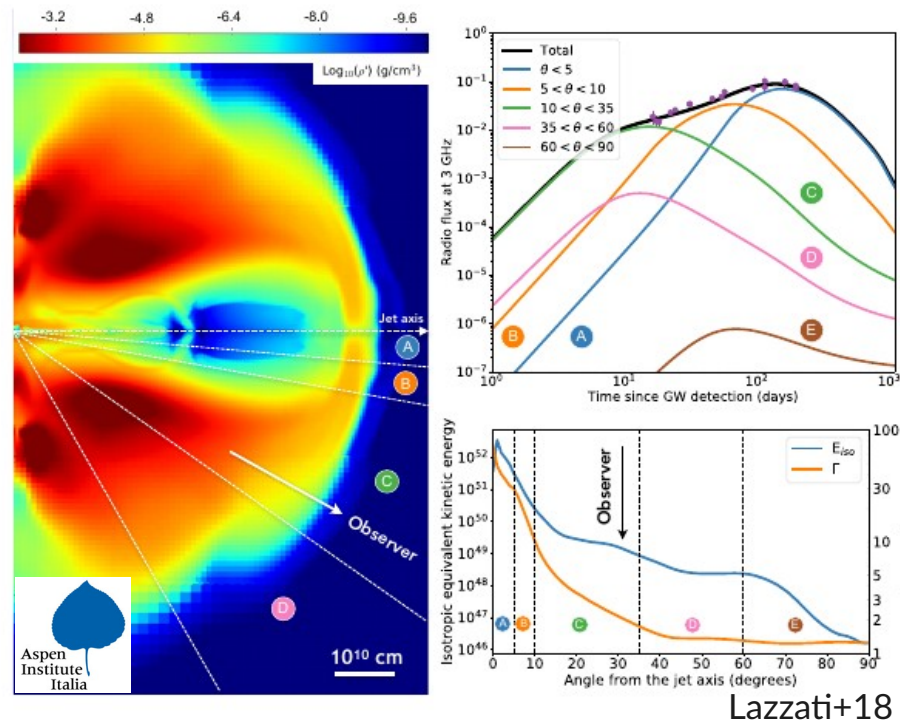 -3.2 -4.8 -6.4 -8.0 -9.6
Log10(ρ') (g/cm³)
Jet axis
A
B
C
Observer
D
10¹⁰ cm
Aspen
Institute
Italia
10⁰
10⁻¹
10⁻²
10⁻³
10⁻⁴
10⁻⁵
10⁻⁶
10⁻⁷
Radio flux at 3 GHz
Total
θ < 5
5 < θ < 10
10 < θ < 35
35 < θ < 60
60 < θ < 90
C
D
E
B A
10⁰ 10¹ 10² 10³
Time since GW detection (days)
Isotropic equivalent kinetic energy
10⁵²
10⁵¹
10⁵⁰
10⁴⁹
10⁴⁸
10⁴⁷
10⁴⁶
Observer
Eiso
Γ
100
30
10
5
3
2
1
A B C D E
0 10 20 30 40 50 60 70 80 90
Angle from the jet axis (degrees)
Lazzati+18